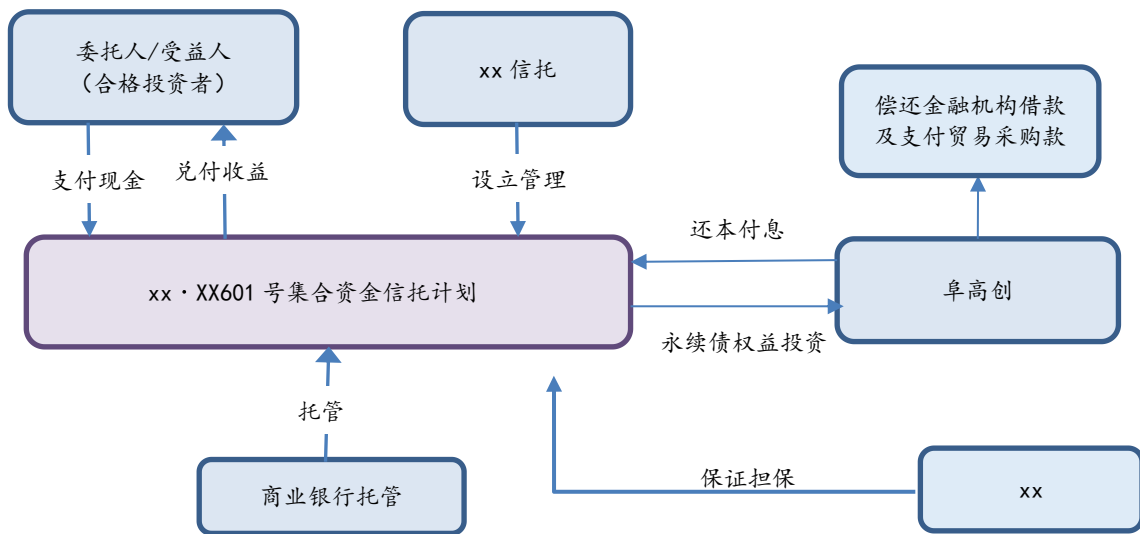 委托人/受益人
（合格投资者）
xx 信托
偿还金融机构借款
及支付贸易采购款
支付现金
兑付收益
设立管理
还本付息
xx·XX601 号集合资金信托计划
阜高创
永续债权益投资
托管
商业银行托管
保证担保
xx